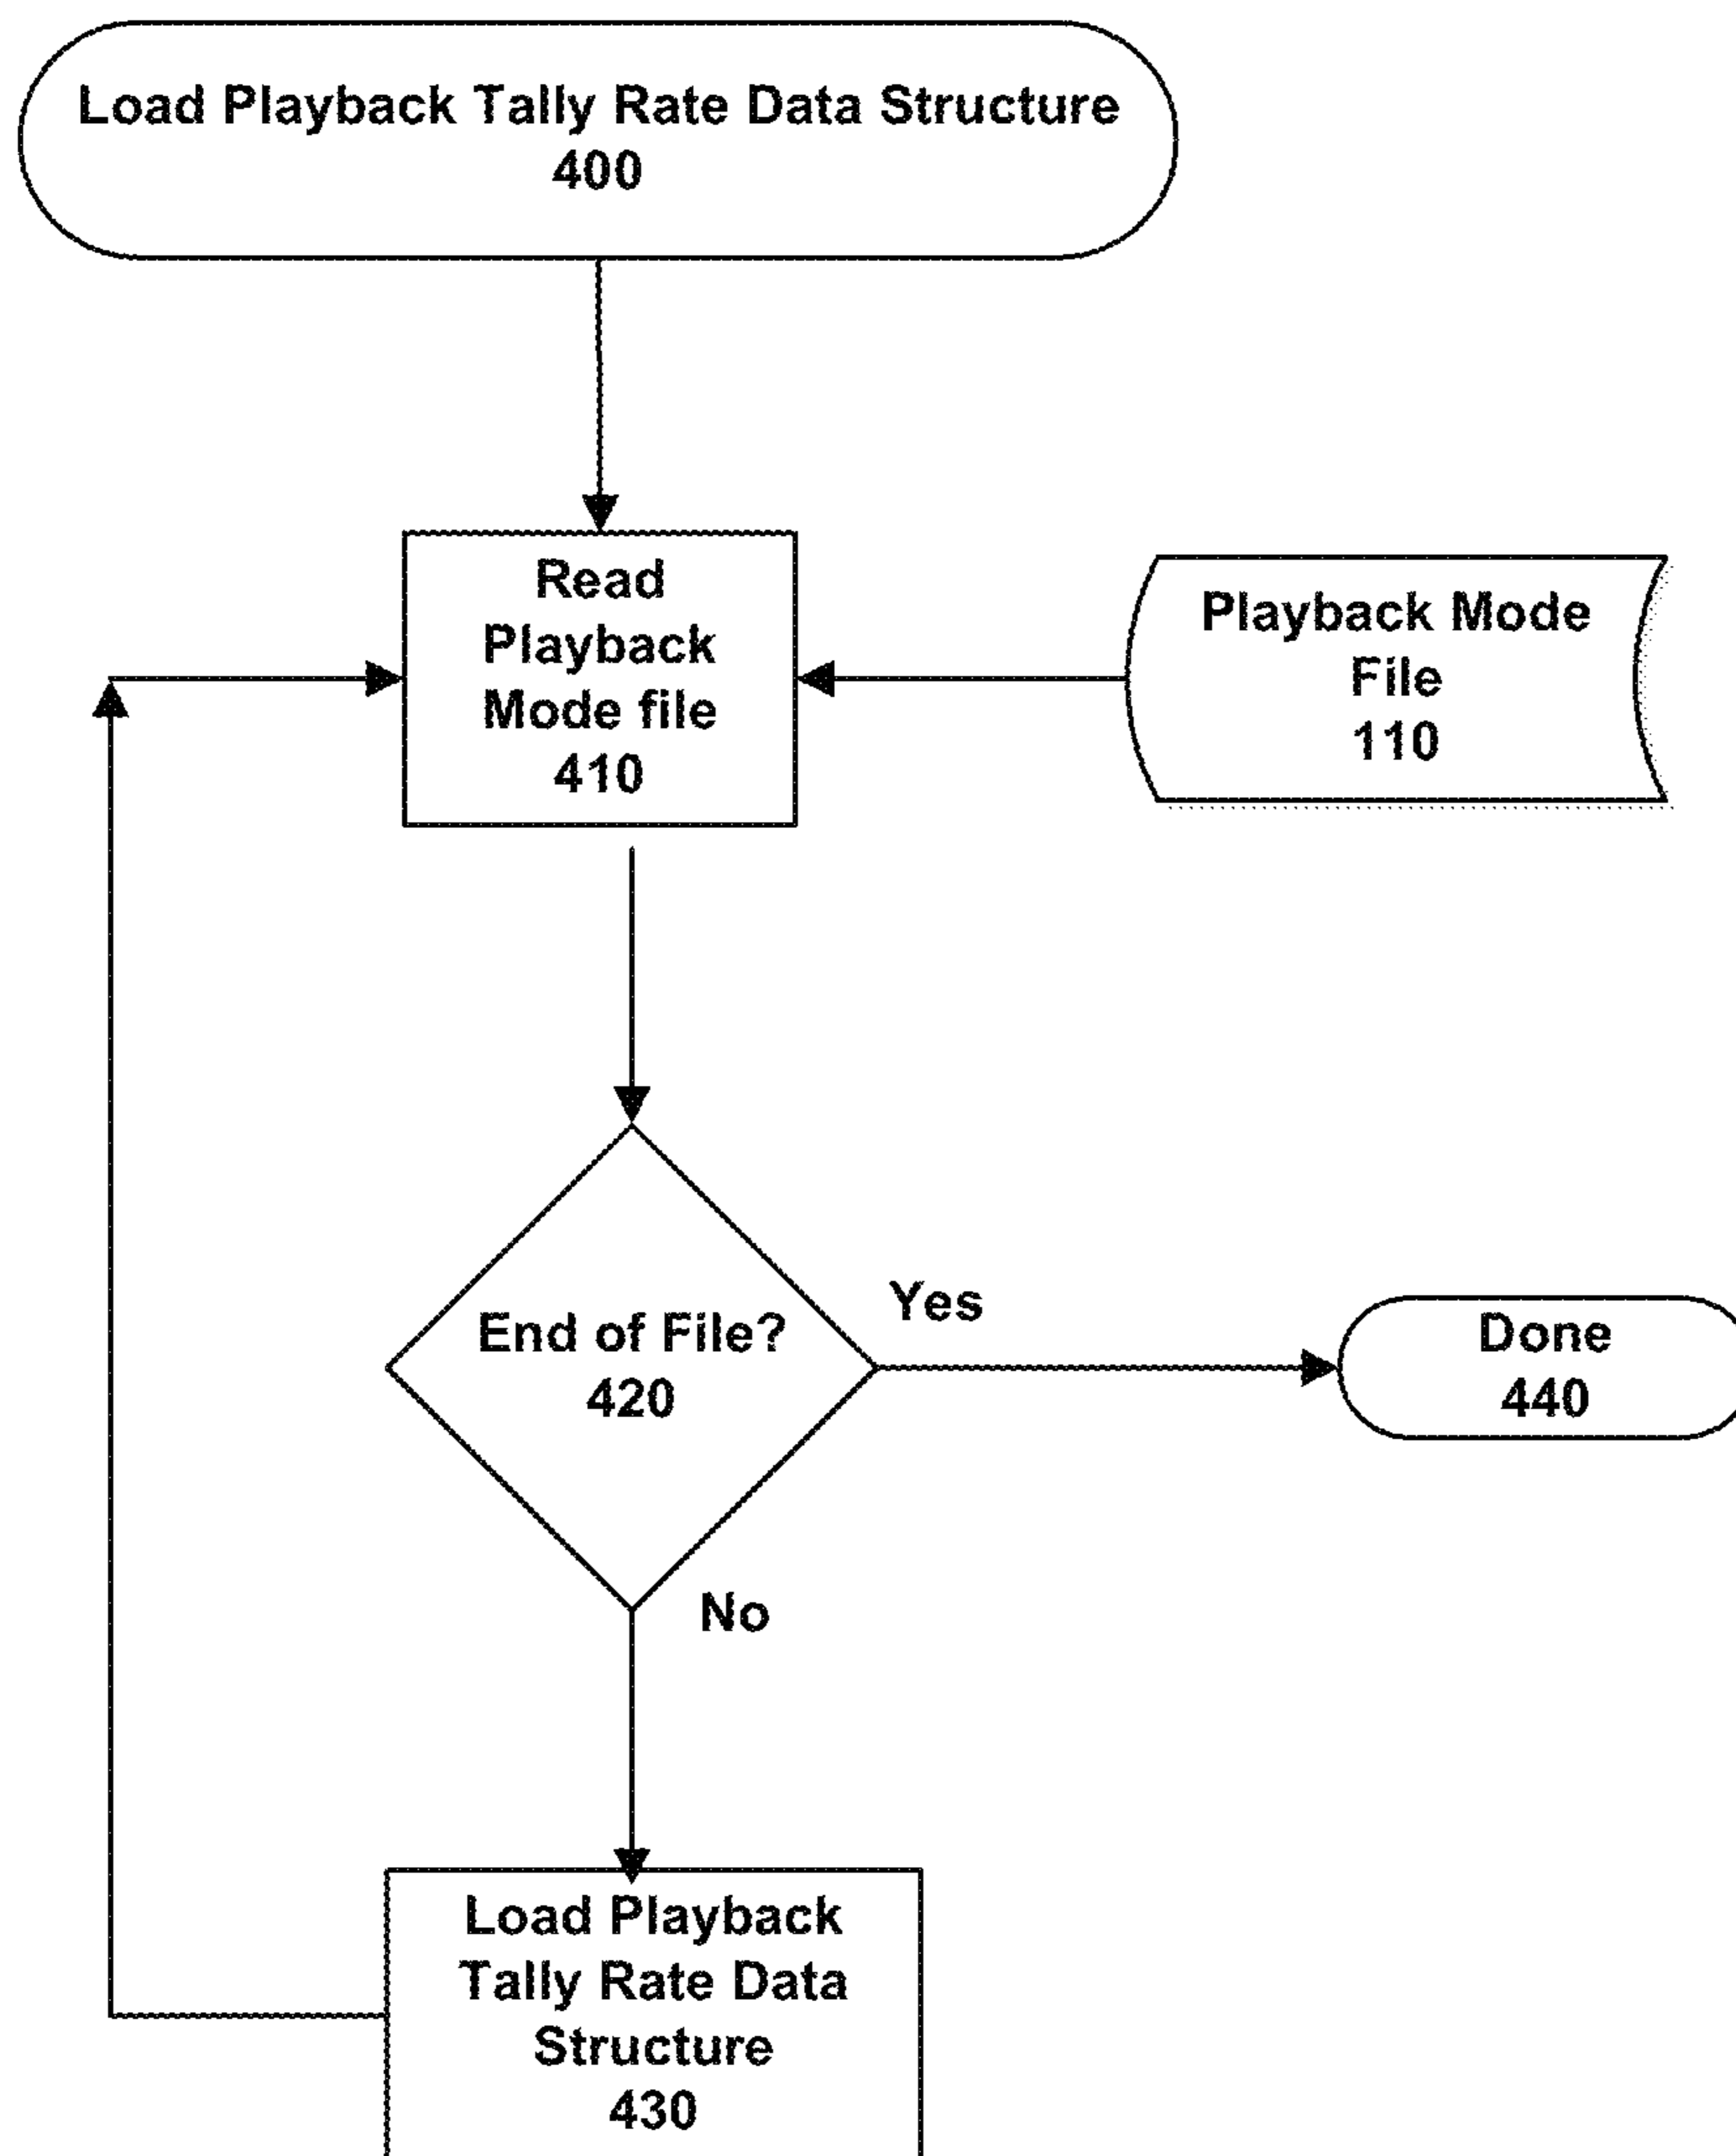 Load Playback Tally Rate Data Structure
400
Read
Playback
Mode file
410
Playback Mode
File
110
End of File?
420
Yes
Done
440
No
Load Playback
Tally Rate Data
Structure
430